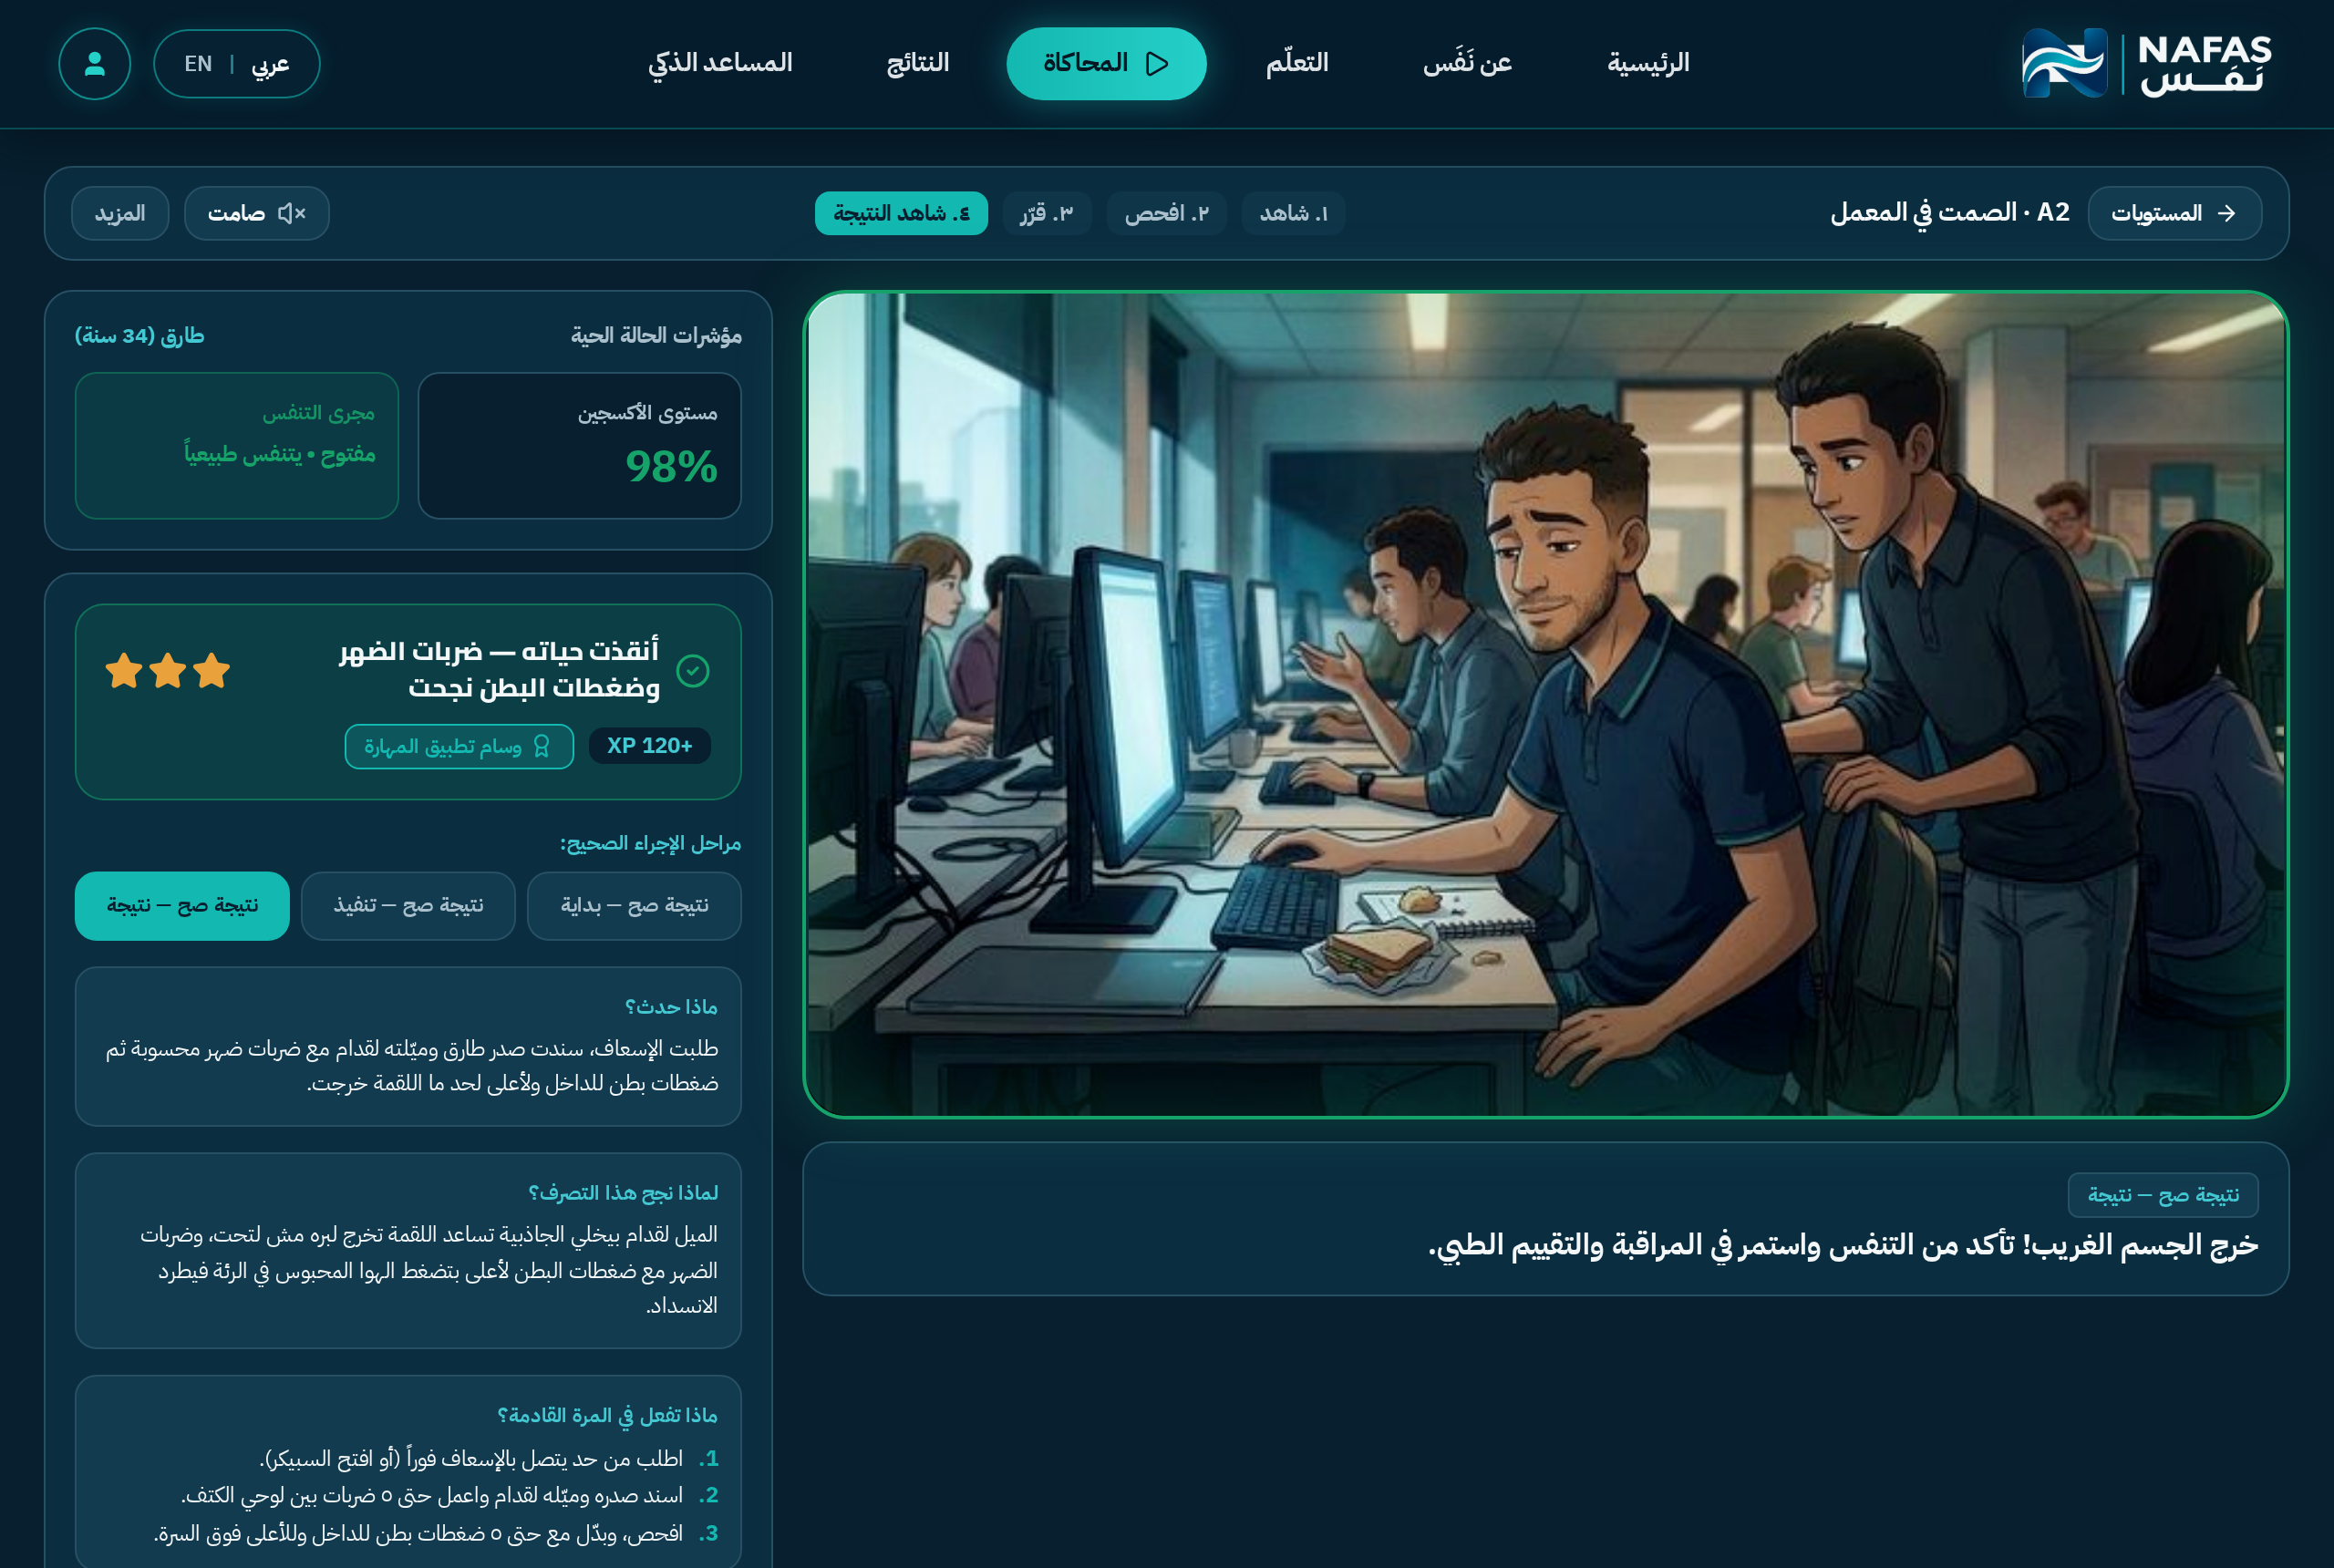 NAFAS
نَفَس
الرئيسية
عن نَفَس
التعلّم
المحاكاة
النتائج
المساعد الذكي
عربي | EN
المستويات
A2 · الصمت في المعمل
١. شاهد
٢. افحص
٣. قرّر
٤. شاهد النتيجة
صامت
المزيد
نتيجة صح — نتيجة
خرج الجسم الغريب! تأكد من التنفس واستمر في المراقبة والتقييم الطبي.
مؤشرات الحالة الحية
طارق (34 سنة)
مستوى الأكسجين
98%
مجرى التنفس
مفتوح • يتنفس طبيعياً
أنقذت حياته — ضربات الضهر
وضغطات البطن نجحت
+120 XP
وسام تطبيق المهارة
مراحل الإجراء الصحيح:
نتيجة صح — بداية
نتيجة صح — تنفيذ
نتيجة صح — نتيجة
ماذا حدث؟
طلبت الإسعاف، سندت صدر طارق وميّلته لقدام مع ضربات ضهر محسوبة ثم
ضغطات بطن للداخل ولأعلى لحد ما اللقمة خرجت.
لماذا نجح هذا التصرف؟
الميل لقدام بيخلي الجاذبية تساعد اللقمة تخرج لبره مش لتحت، وضربات
الضهر مع ضغطات البطن لأعلى بتضغط الهوا المحبوس في الرئة فيطرد
الانسداد.
ماذا تفعل في المرة القادمة؟
1. اطلب من حد يتصل بالإسعاف فوراً (أو افتح السبيكر).
2. اسند صدره وميّله لقدام واعمل حتى ٥ ضربات بين لوحي الكتف.
3. افحص، وبدّل مع حتى ٥ ضغطات بطن للداخل وللأعلى فوق السرة.